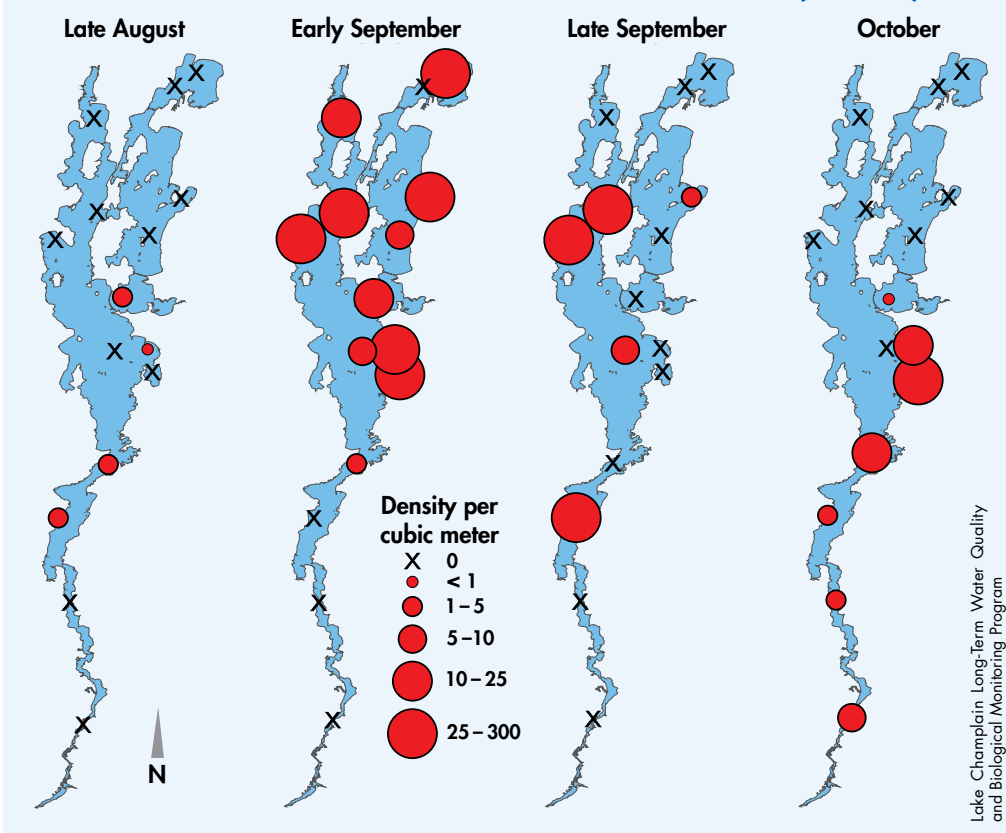 Late August
Early September
Late September
October
Density per
cubic meter
X 0
< 1
1–5
5–10
10–25
25–300
N
Lake Champlain Long-Term Water Quality
and Biological Monitoring Program